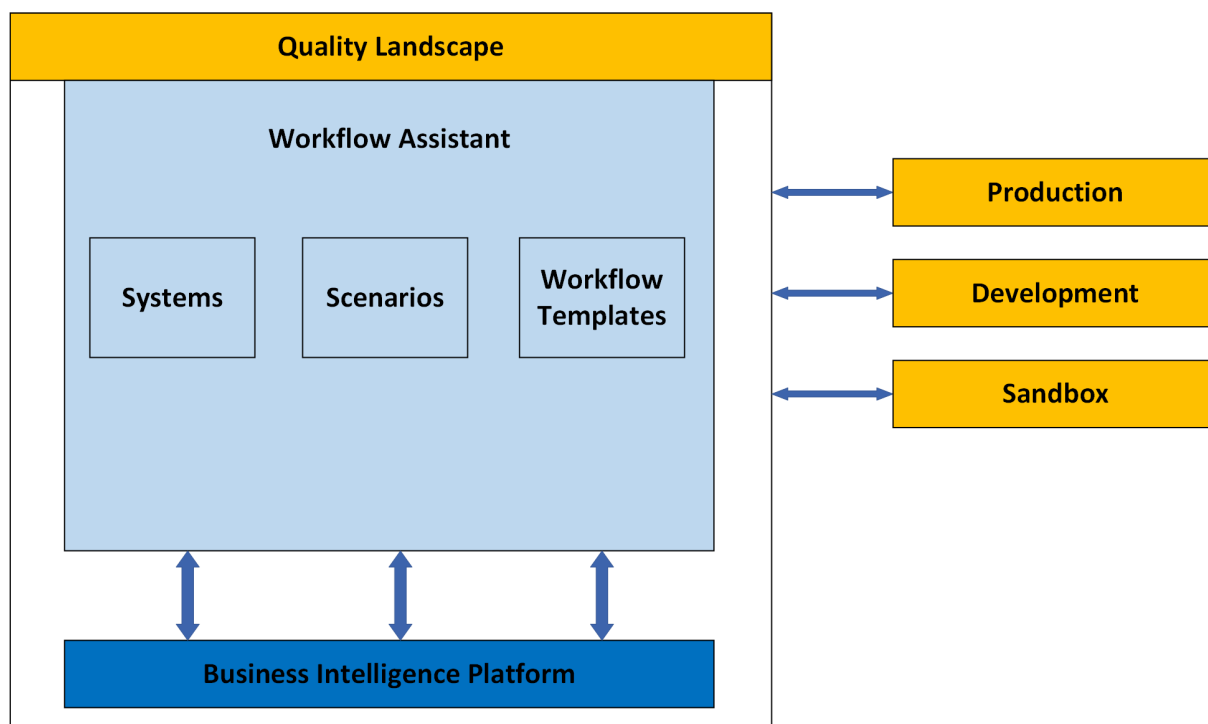 Quality Landscape
Workflow Assistant
Systems
Scenarios
Workflow
Templates
Business Intelligence Platform
Production
Development
Sandbox